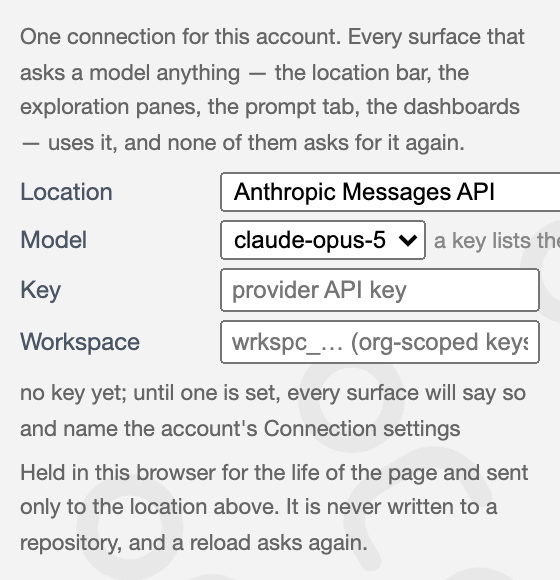 One connection for this account. Every surface that
asks a model anything — the location bar, the
exploration panes, the prompt tab, the dashboards
— uses it, and none of them asks for it again.
Location Anthropic Messages API
Model claude-opus-5 a key lists the
Key provider API key
Workspace wrkspc_… (org-scoped keys
no key yet; until one is set, every surface will say so
and name the account's Connection settings
Held in this browser for the life of the page and sent
only to the location above. It is never written to a
repository, and a reload asks again.